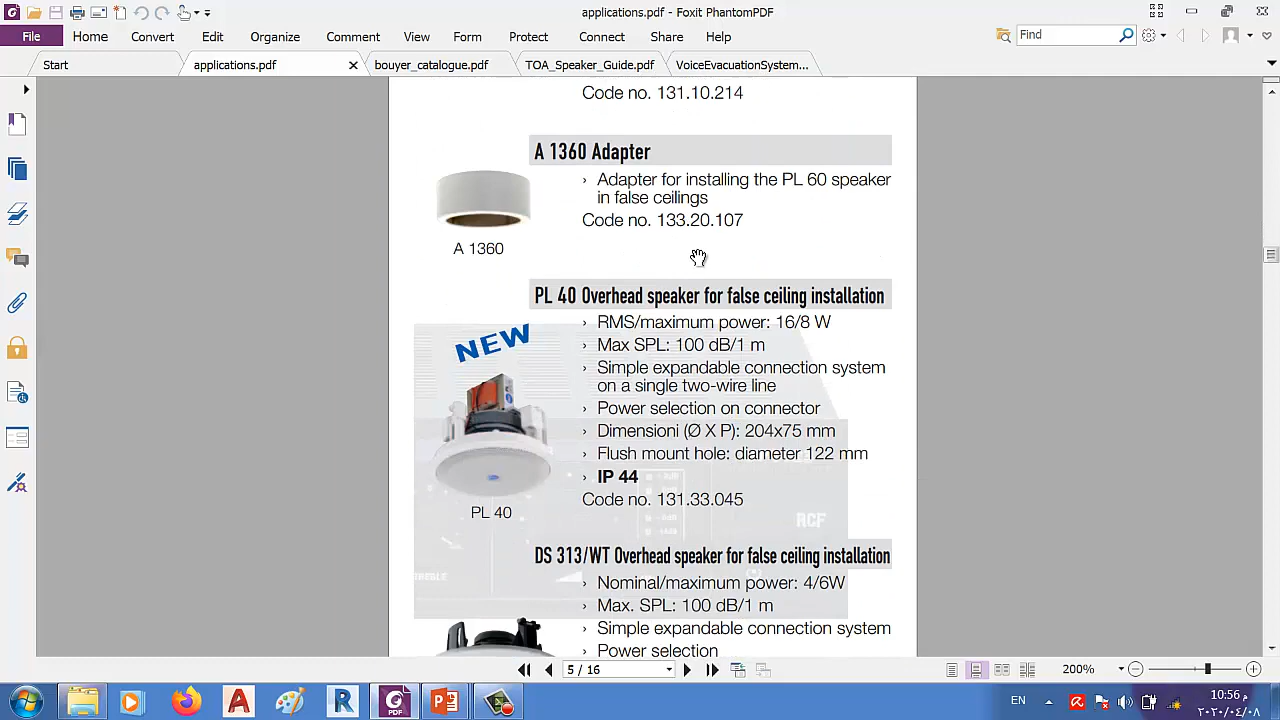 applications.pdf - Foxit PhantomPDF
File Home Convert Edit Organize Comment View Form Protect Connect Share Help Find
Start applications.pdf bouyer_catalogue.pdf TOA_Speaker_Guide.pdf VoiceEvacuationSystem...
Code no. 131.10.214
A 1360 Adapter
› Adapter for installing the PL 60 speaker
in false ceilings
Code no. 133.20.107
A 1360
PL 40 Overhead speaker for false ceiling installation
NEW
› RMS/maximum power: 16/8 W
› Max SPL: 100 dB/1 m
› Simple expandable connection system
on a single two-wire line
› Power selection on connector
› Dimensioni (Ø X P): 204x75 mm
› Flush mount hole: diameter 122 mm
› IP 44
Code no. 131.33.045
PL 40
RCF
DS 313/WT Overhead speaker for false ceiling installation
› Nominal/maximum power: 4/6W
› Max. SPL: 100 dB/1 m
› Simple expandable connection system
› Power selection
5 / 16
200%
EN
10:56 م
٢٠٢٠/٠٤/٠٨